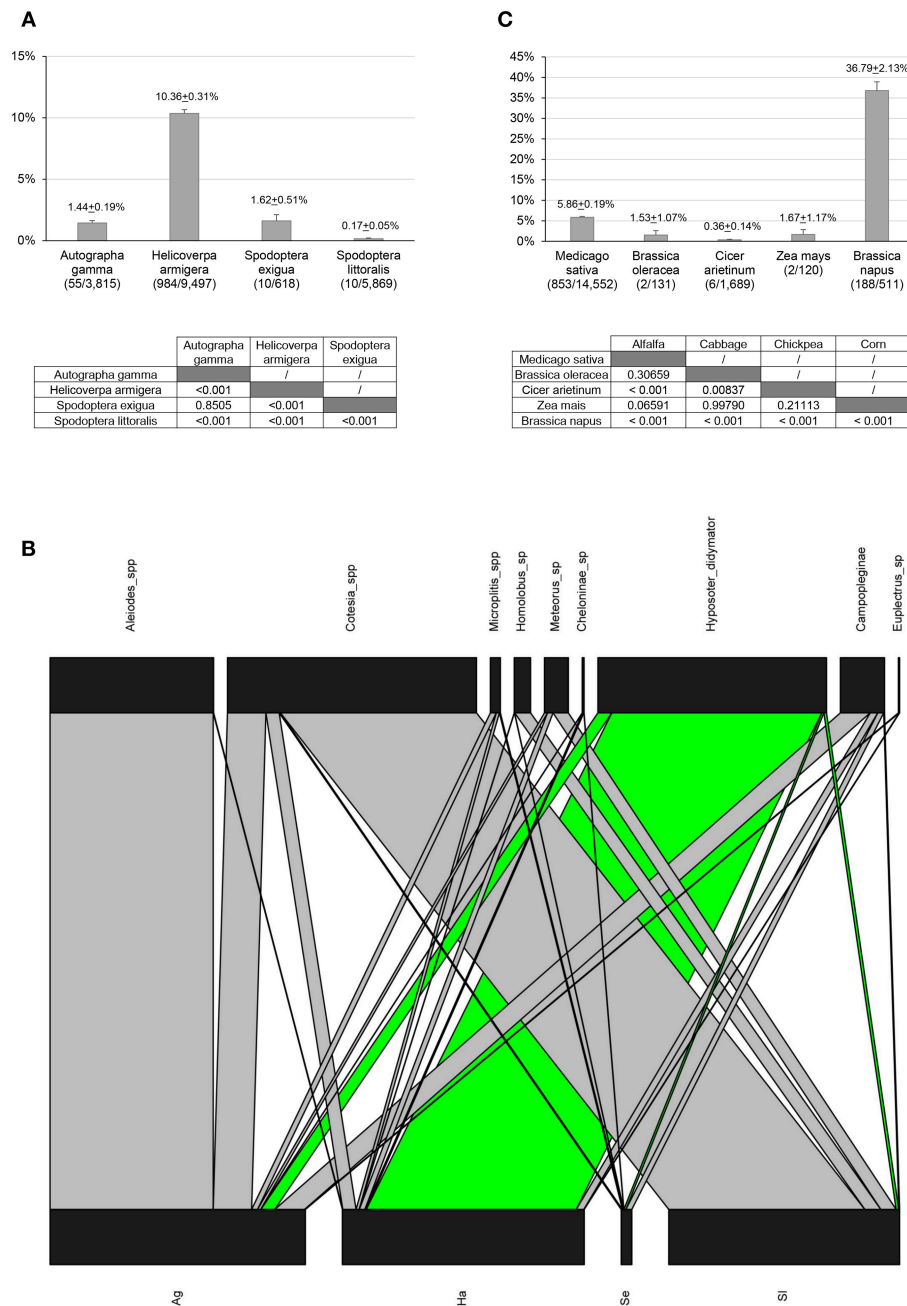 A
15%
10%
5%
0%
1.44+0.19%
10.36+0.31%
1.62+0.51%
0.17+0.05%
Autographa gamma (55/3,815)
Helicoverpa armigera (984/9,497)
Spodoptera exigua (10/618)
Spodoptera littoralis (10/5,869)
Autographa gamma Helicoverpa armigera Spodoptera exigua
Autographa gamma / /
Helicoverpa armigera <0.001 /
Spodoptera exigua 0.8505 <0.001
Spodoptera littoralis <0.001 <0.001 <0.001
C
45%
40%
35%
30%
25%
20%
15%
10%
5%
0%
5.86+0.19%
1.53+1.07%
0.36+0.14%
1.67+1.17%
36.79+2.13%
Medicago sativa (853/14,552)
Brassica oleracea (2/131)
Cicer arietinum (6/1,689)
Zea mays (2/120)
Brassica napus (188/511)
Alfalfa Cabbage Chickpea Corn
Medicago sativa / / /
Brassica oleracea 0.30659 / /
Cicer arietinum < 0.001 0.00837 /
Zea mais 0.06591 0.99790 0.21113
Brassica napus < 0.001 < 0.001 < 0.001 < 0.001
B
Aleiodes_spp
Cotesia_spp
Microplitis_spp
Homolobus_sp
Meteorus_sp
Cheloninae_sp
Hyposoter_didymator
Campopleginae
Euplectrus_sp
Ag
Ha
Se
Sl